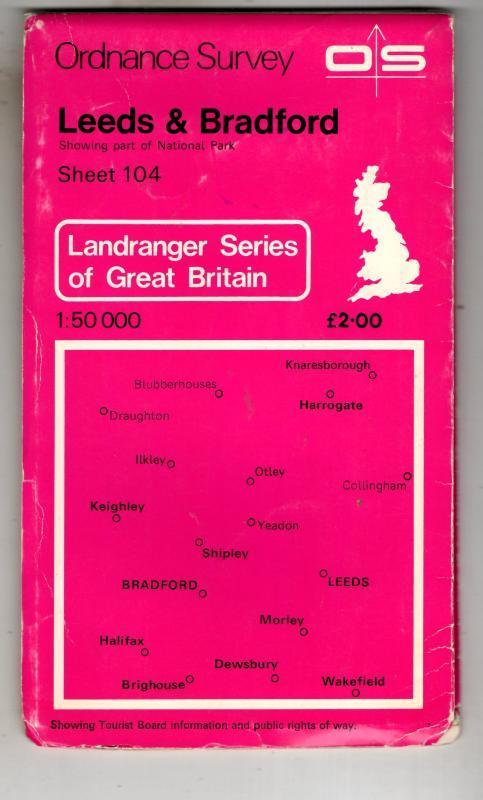 Ordnance Survey OS
Leeds & Bradford
Showing part of National Park
Sheet 104
Landranger Series
of Great Britain
1:50 000 £2·00
Knaresborough
Blubberhouses
Harrogate
Draughton
Ilkley
Otley
Collingham
Keighley
Yeadon
Shipley
BRADFORD
LEEDS
Morley
Halifax
Dewsbury
Brighouse
Wakefield
Showing Tourist Board information and public rights of way.